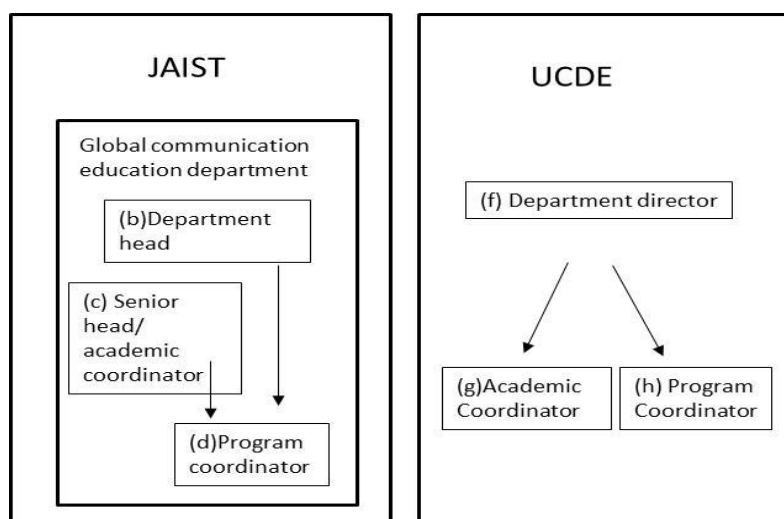 JAIST
Global communication
education department
(b)Department
head
(c) Senior
head/
academic
coordinator
(d)Program
coordinator
UCDE
(f) Department director
(g)Academic
Coordinator
(h) Program
Coordinator